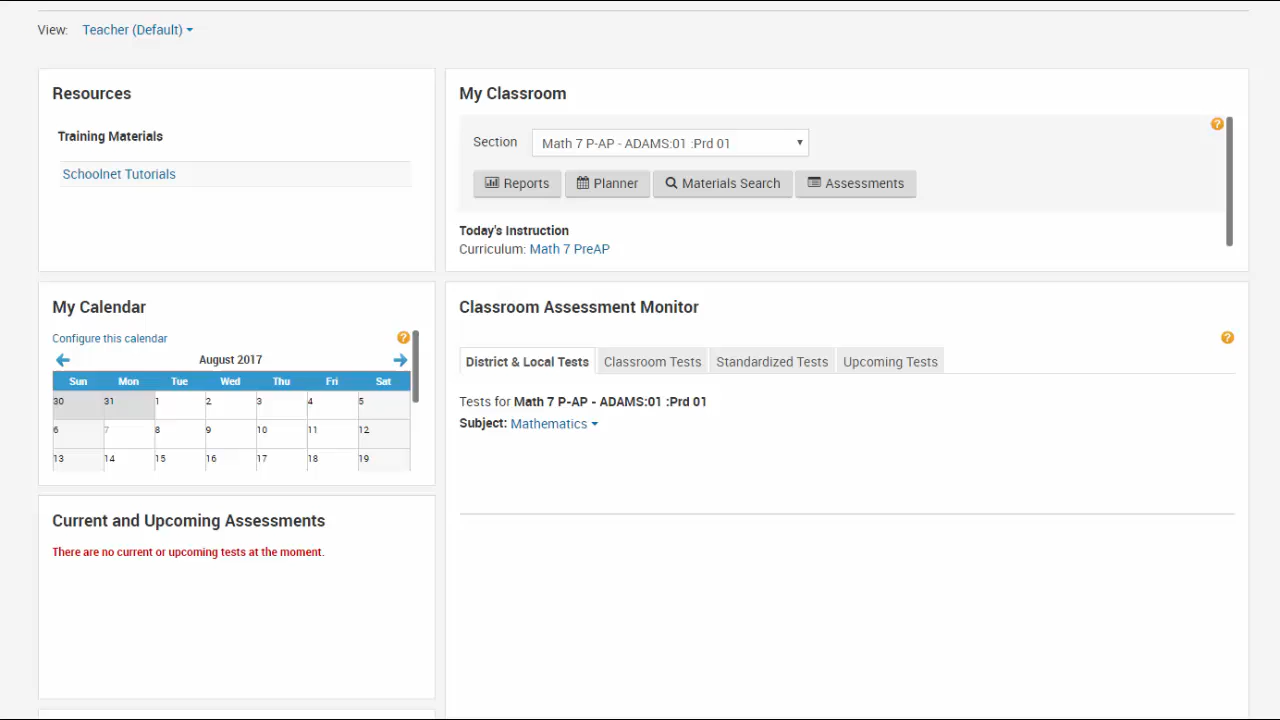 View: Teacher (Default)
Resources
Training Materials
Schoolnet Tutorials
My Classroom
Section Math 7 P-AP - ADAMS:01 :Prd 01
Reports Planner Materials Search Assessments
Today's Instruction
Curriculum: Math 7 PreAP
My Calendar
Configure this calendar
August 2017
Sun Mon Tue Wed Thu Fri Sat
30 31 1 2 3 4 5
6 7 8 9 10 11 12
13 14 15 16 17 18 19
Classroom Assessment Monitor
District & Local Tests Classroom Tests Standardized Tests Upcoming Tests
Tests for Math 7 P-AP - ADAMS:01 :Prd 01
Subject: Mathematics
Current and Upcoming Assessments
There are no current or upcoming tests at the moment.